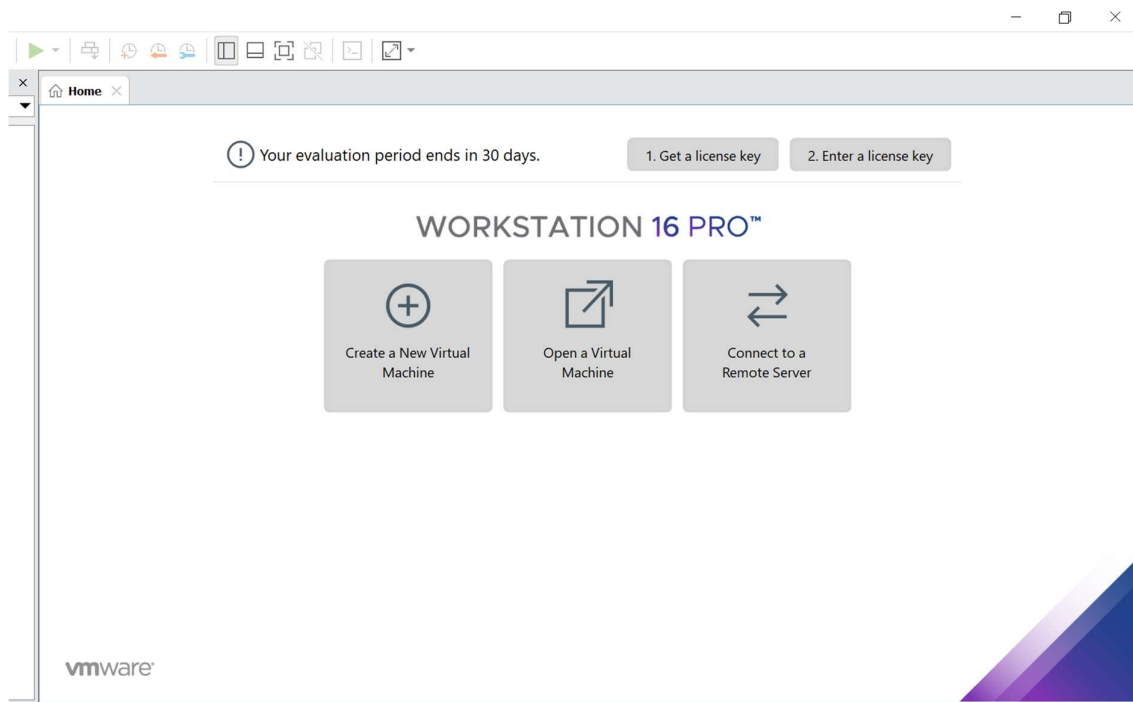 Home
Your evaluation period ends in 30 days.
1. Get a license key
2. Enter a license key
WORKSTATION 16 PRO™
Create a New Virtual
Machine
Open a Virtual
Machine
Connect to a
Remote Server
vmware®